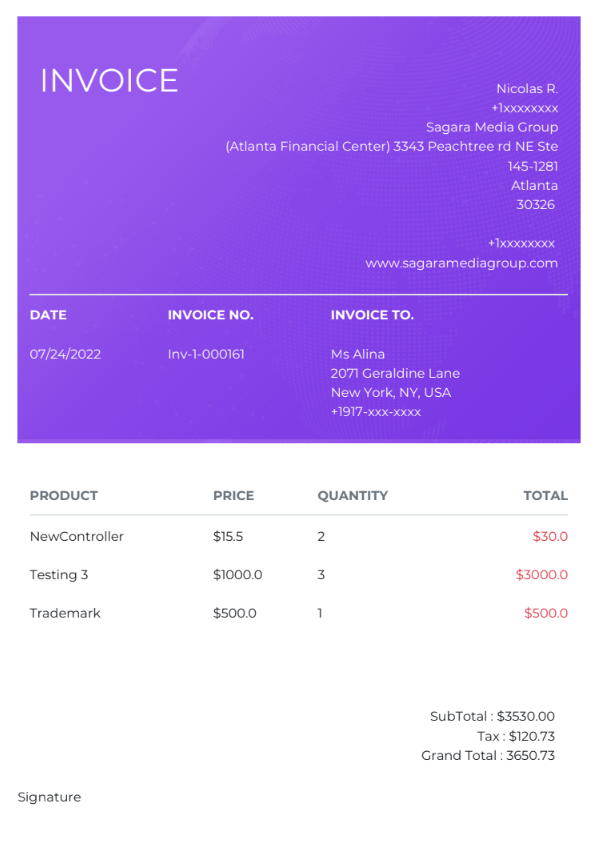 INVOICE
Nicolas R.
+1xxxxxxxx
Sagara Media Group
(Atlanta Financial Center) 3343 Peachtree rd NE Ste
145-1281
Atlanta
30326
+1xxxxxxxx
www.sagaramediagroup.com
DATE INVOICE NO. INVOICE TO.
07/24/2022 Inv-1-000161 Ms Alina
2071 Geraldine Lane
New York, NY, USA
+1917-xxx-xxxx
PRODUCT PRICE QUANTITY TOTAL
NewController $15.5 2 $30.0
Testing 3 $1000.0 3 $3000.0
Trademark $500.0 1 $500.0
SubTotal : $3530.00
Tax : $120.73
Grand Total : 3650.73
Signature